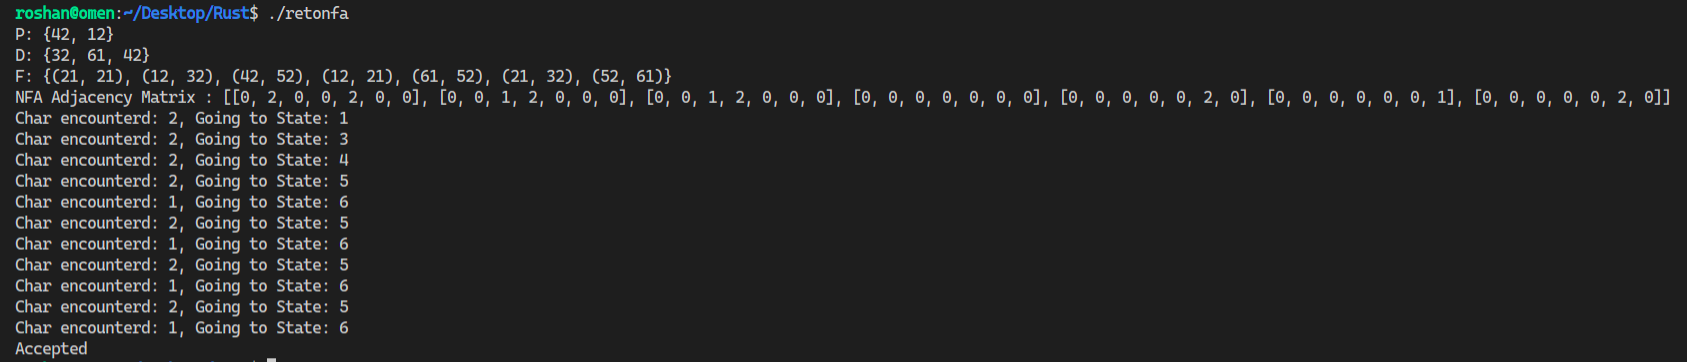 roshan@omen:~/Desktop/Rust$ ./retonfa
P: {42, 12}
D: {32, 61, 42}
F: {(21, 21), (12, 32), (42, 52), (12, 21), (61, 52), (21, 32), (52, 61)}
NFA Adjacency Matrix : [[0, 2, 0, 0, 2, 0, 0], [0, 0, 1, 2, 0, 0, 0], [0, 0, 1, 2, 0, 0, 0], [0, 0, 0, 0, 0, 0, 0], [0, 0, 0, 0, 0, 2, 0], [0, 0, 0, 0, 0, 0, 1], [0, 0, 0, 0, 0, 2, 0]]
Char encounterd: 2, Going to State: 1
Char encounterd: 2, Going to State: 3
Char encounterd: 2, Going to State: 4
Char encounterd: 2, Going to State: 5
Char encounterd: 1, Going to State: 6
Char encounterd: 2, Going to State: 5
Char encounterd: 1, Going to State: 6
Char encounterd: 2, Going to State: 5
Char encounterd: 1, Going to State: 6
Char encounterd: 2, Going to State: 5
Char encounterd: 1, Going to State: 6
Accepted